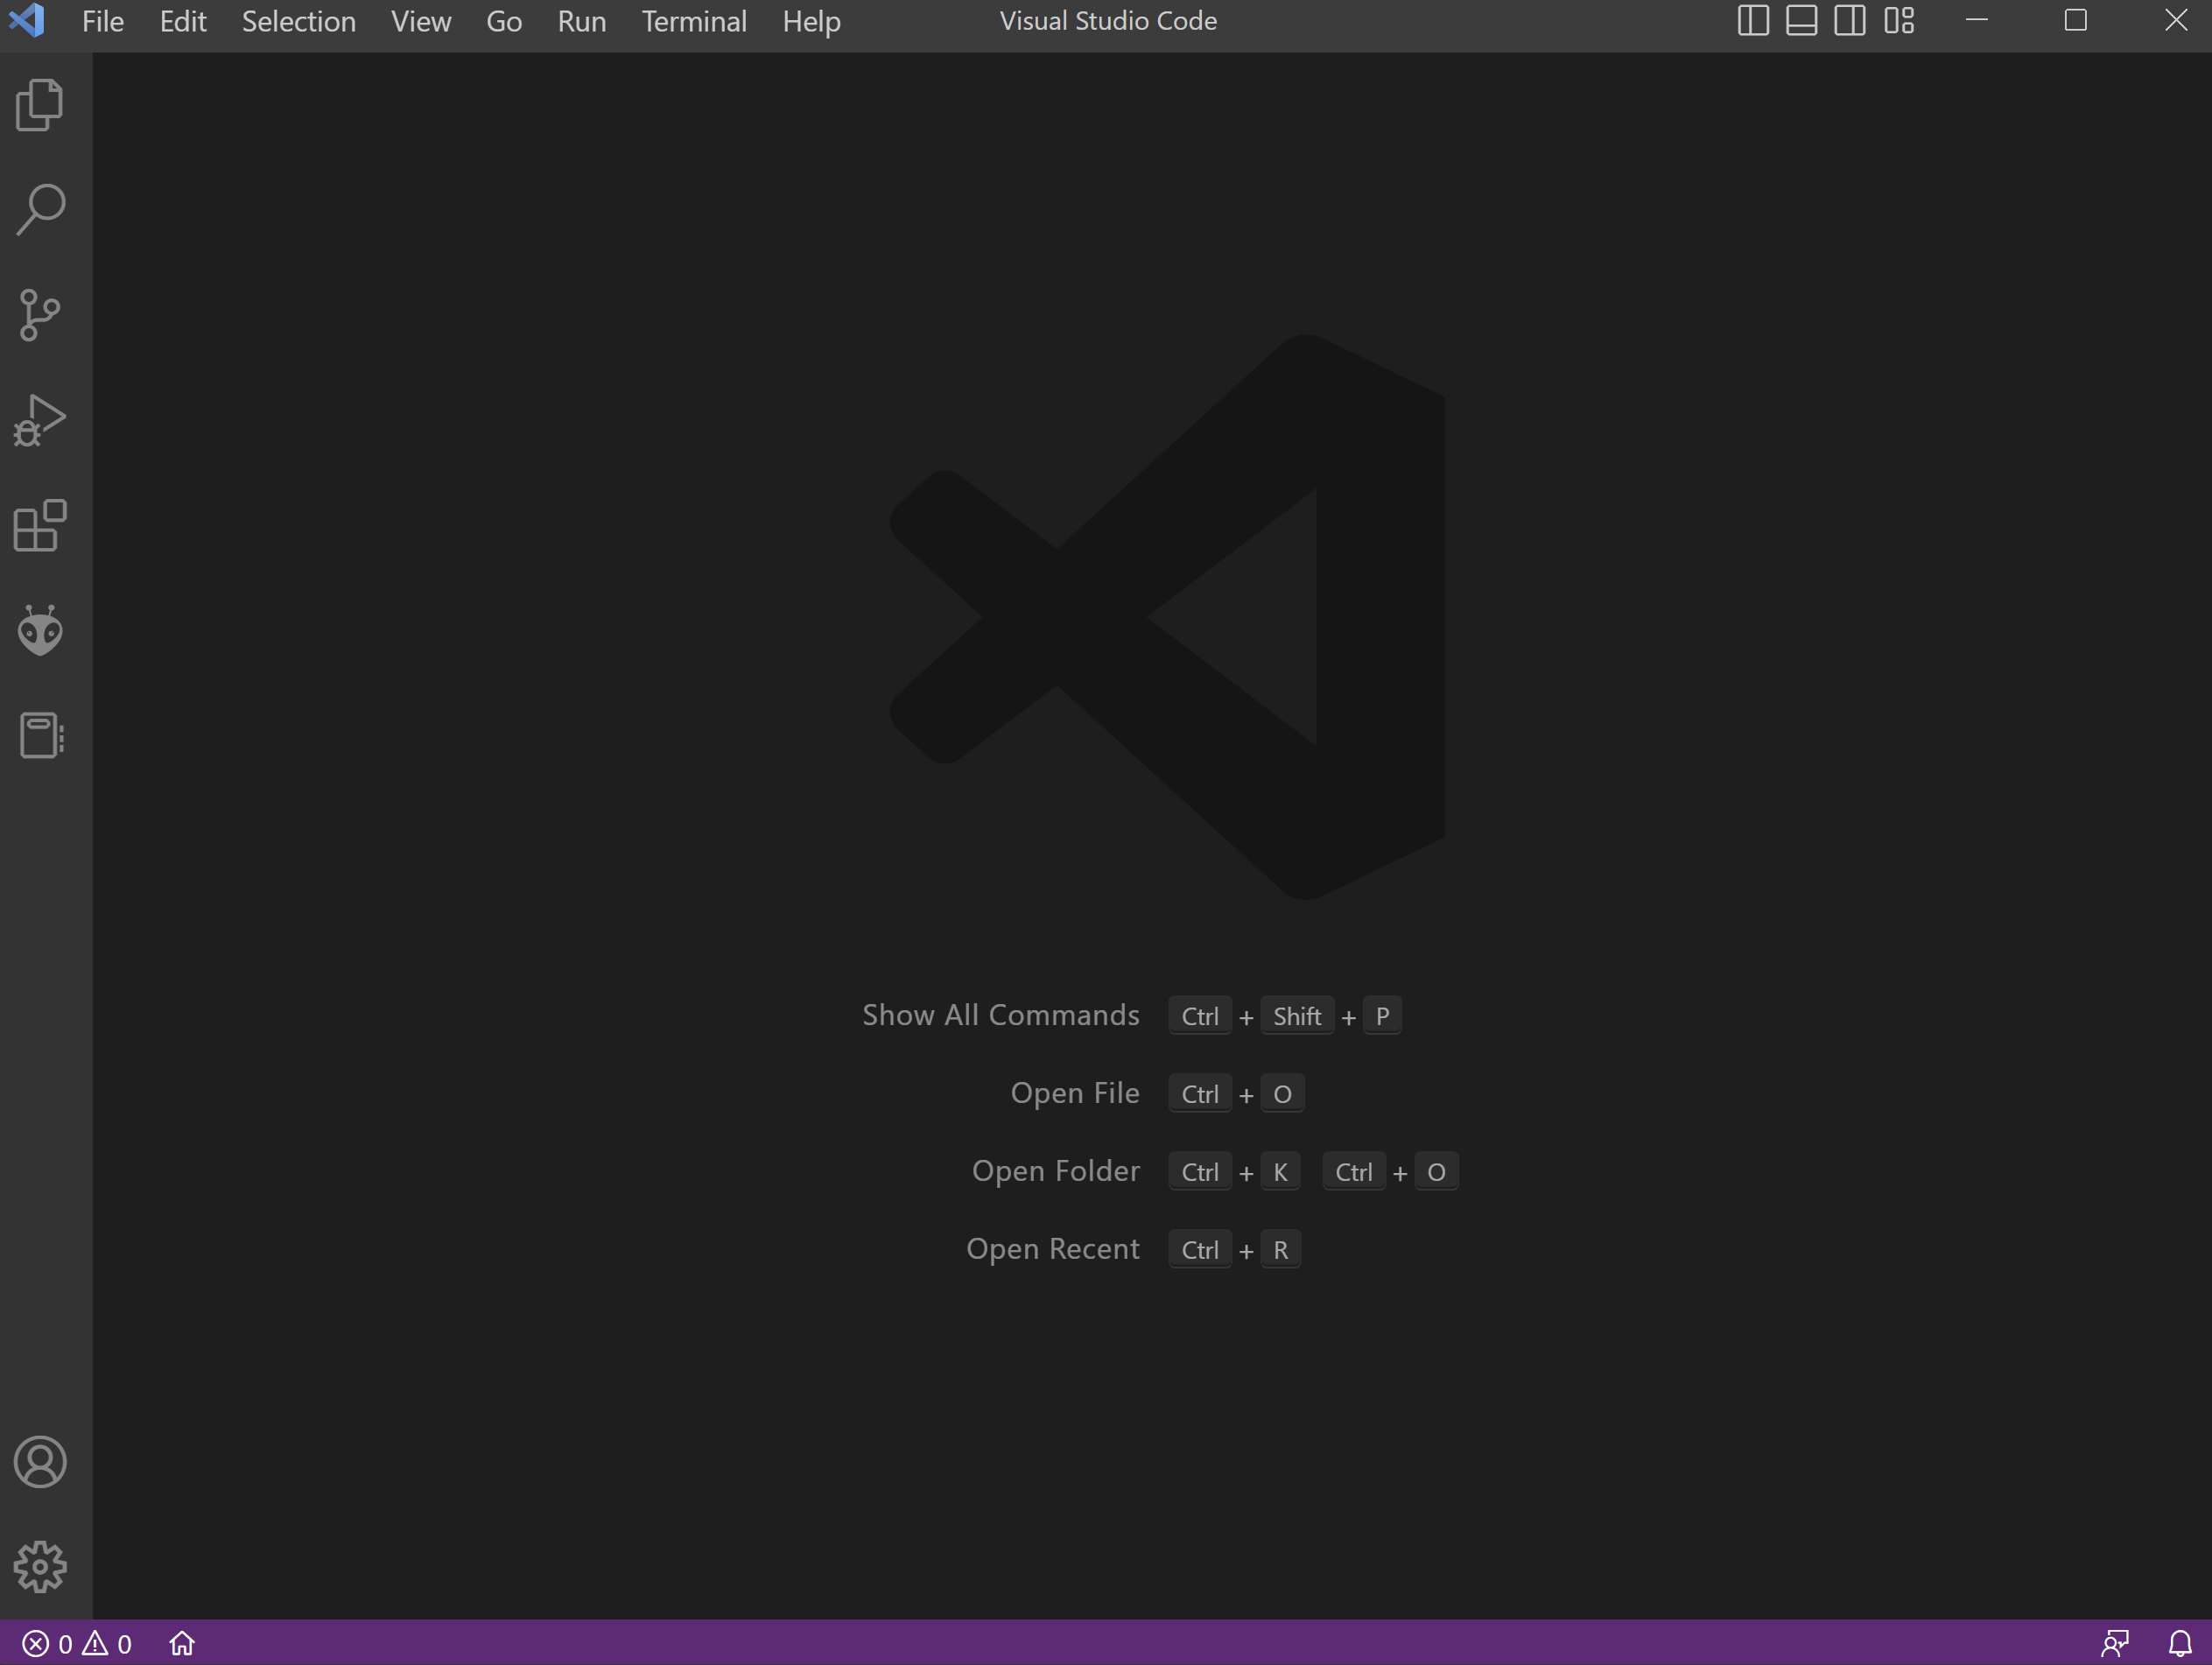 File Edit Selection View Go Run Terminal Help Visual Studio Code
Show All Commands Ctrl + Shift + P
Open File Ctrl + O
Open Folder Ctrl + K Ctrl + O
Open Recent Ctrl + R
0 0